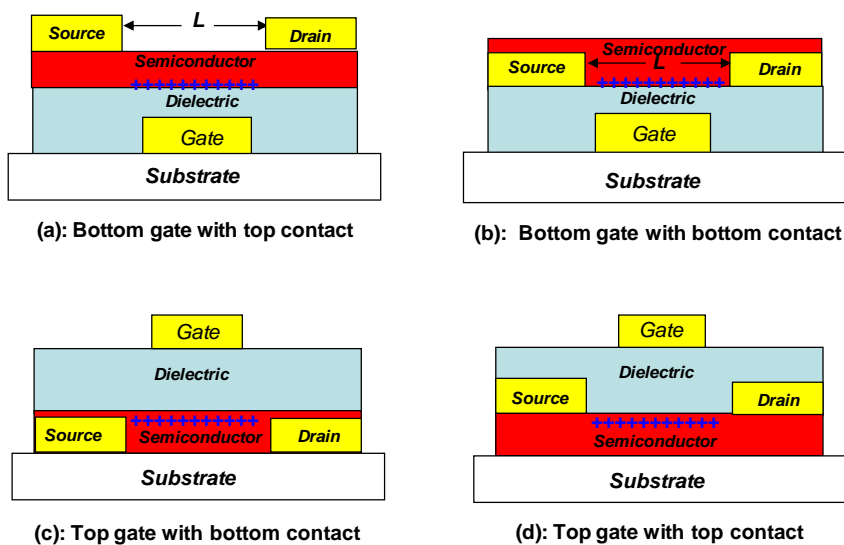 Source
L
Drain
Semiconductor
+++++++++++
Dielectric
Gate
Substrate
(a): Bottom gate with top contact
Semiconductor
Source
L
Drain
+++++++++++
Dielectric
Gate
Substrate
(b): Bottom gate with bottom contact
Gate
Dielectric
+++++++++++
Source
Semiconductor
Drain
Substrate
(c): Top gate with bottom contact
Gate
Dielectric
Source
Drain
+++++++++++
Semiconductor
Substrate
(d): Top gate with top contact